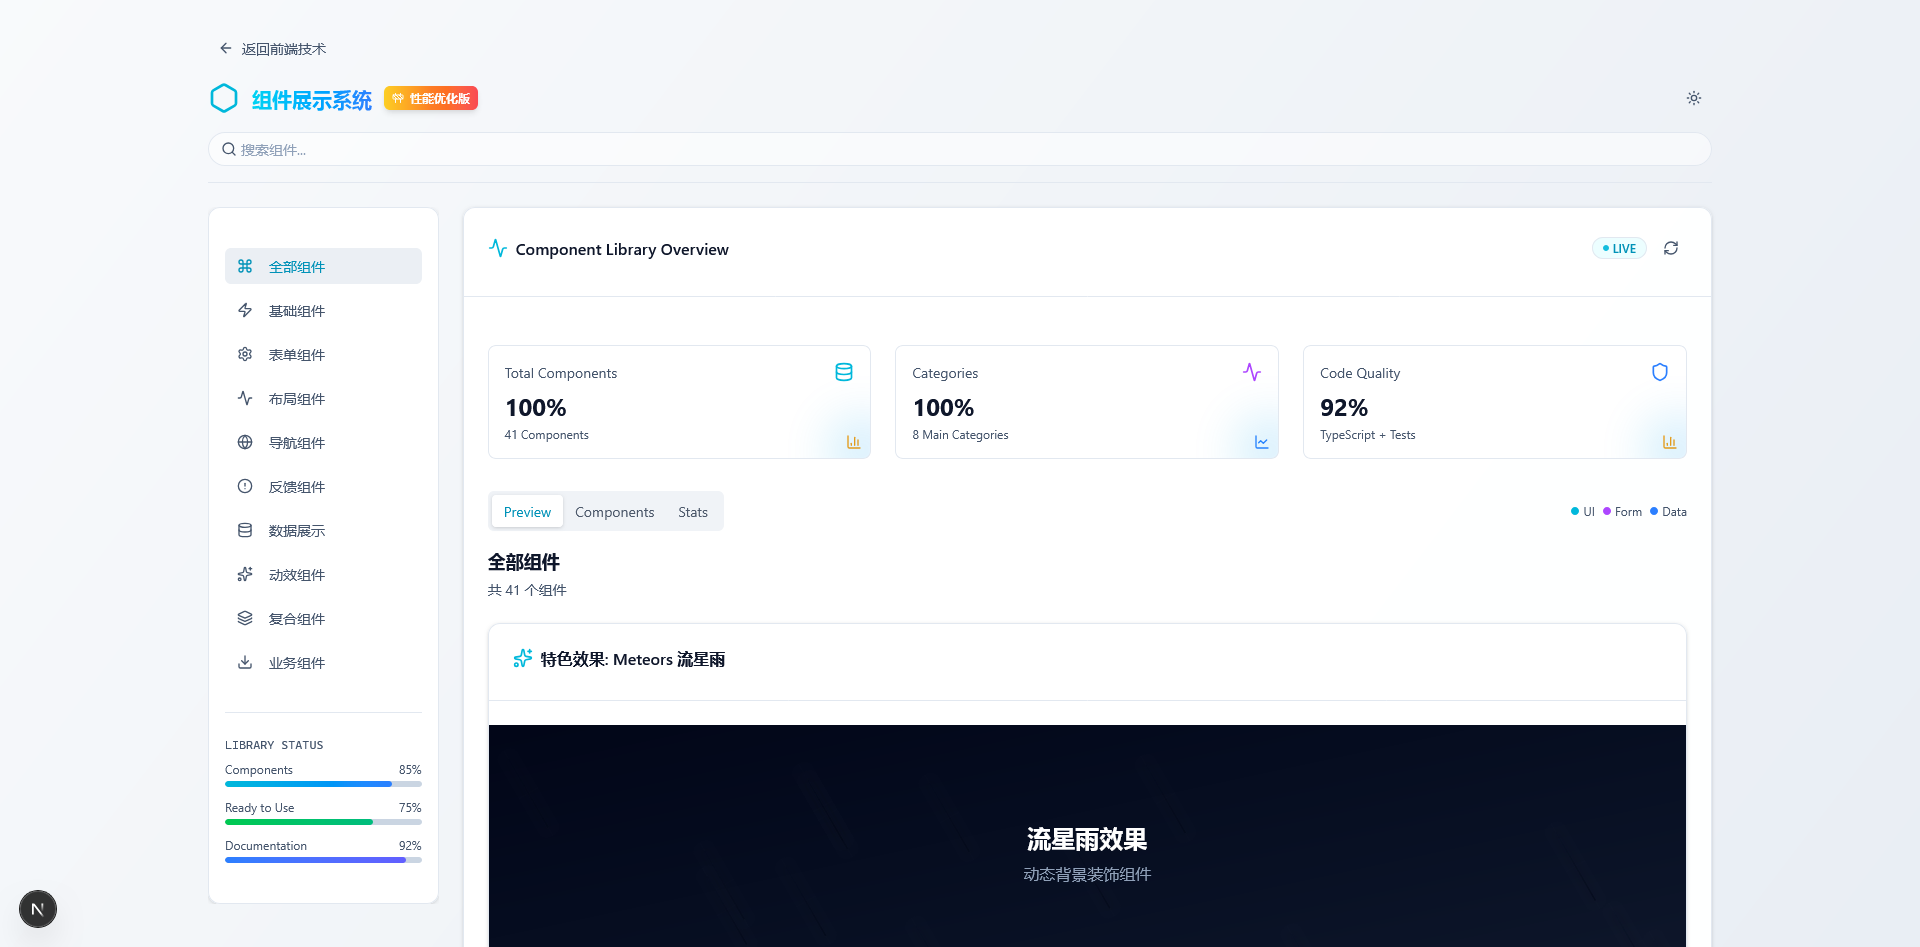 返回前端技术
组件展示系统
性能优化版
搜索组件...
全部组件
基础组件
表单组件
布局组件
导航组件
反馈组件
数据展示
动效组件
复合组件
业务组件
LIBRARY STATUS
Components 85%
Ready to Use 75%
Documentation 92%
N
Component Library Overview
LIVE
Total Components
100%
41 Components
Categories
100%
8 Main Categories
Code Quality
92%
TypeScript + Tests
Preview Components Stats
UI Form Data
全部组件
共 41 个组件
特色效果: Meteors 流星雨
流星雨效果
动态背景装饰组件